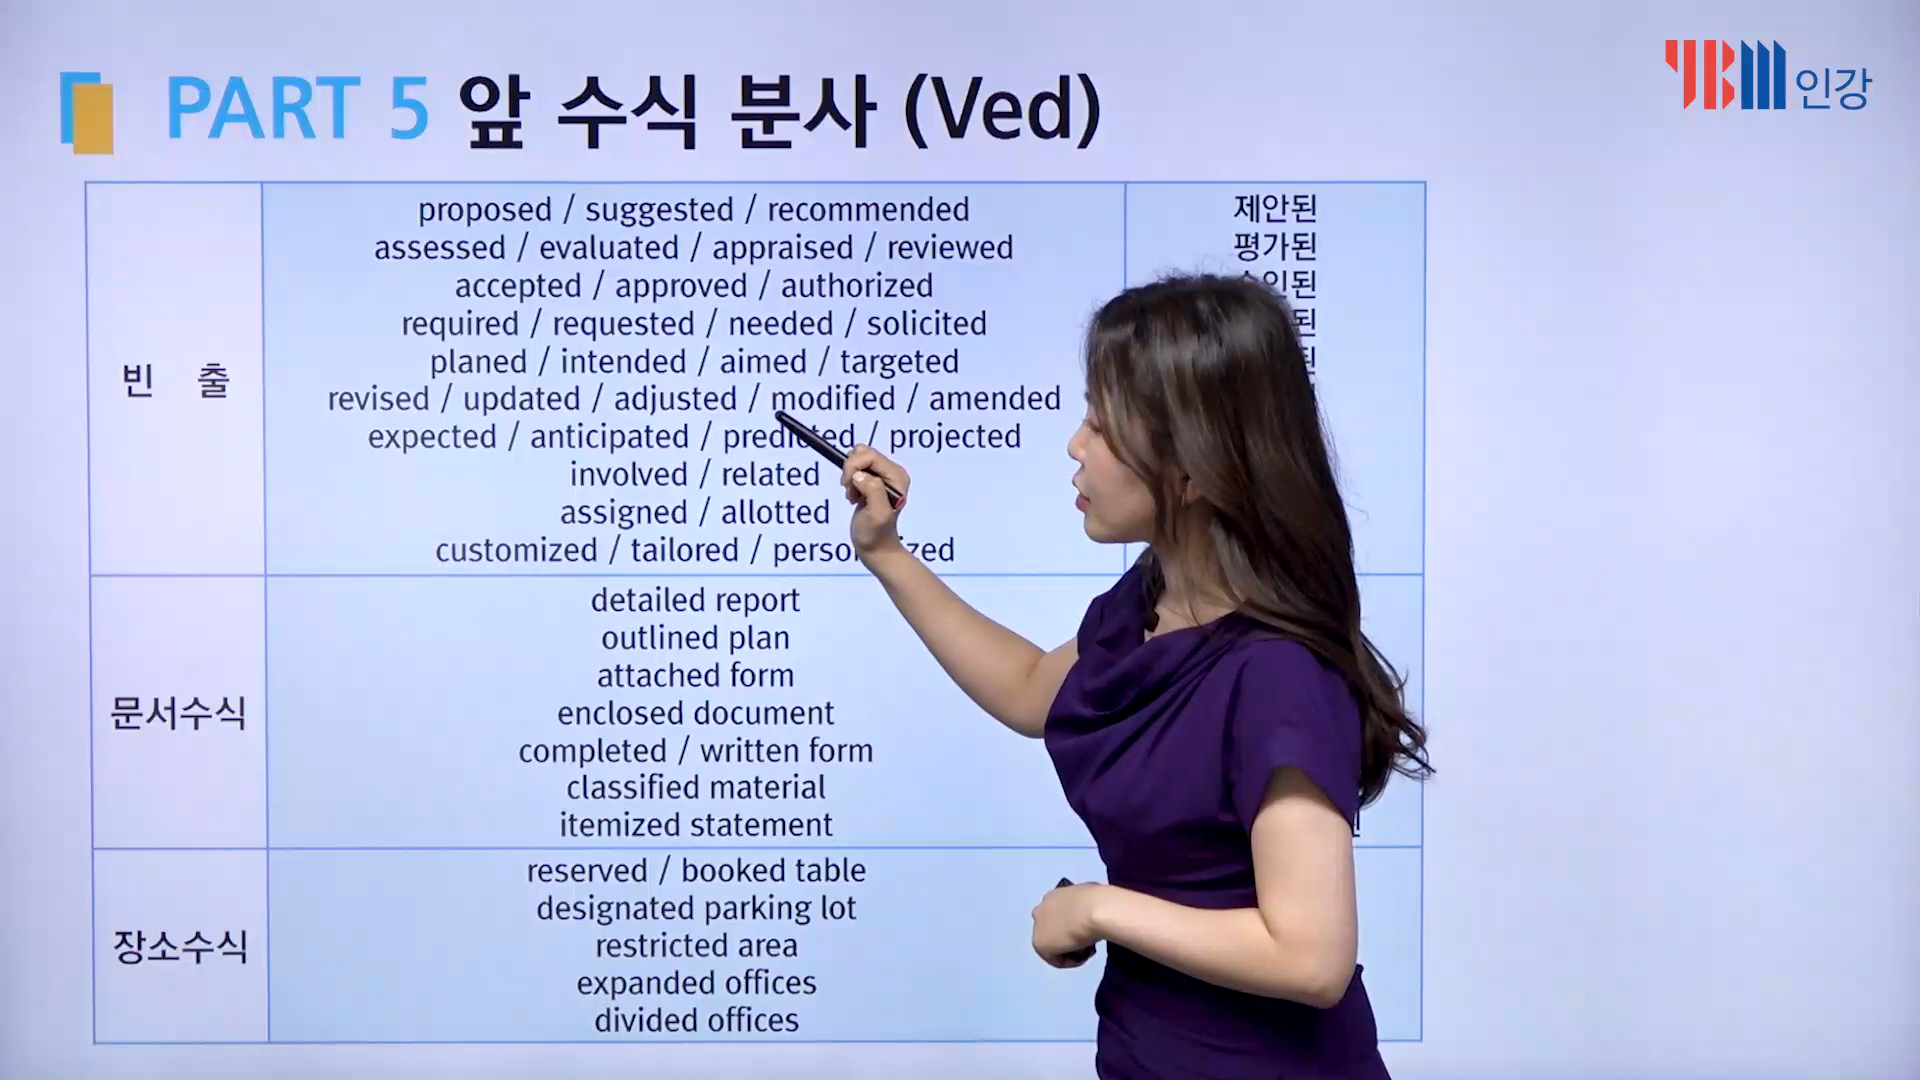 YBM 인강
PART 5 앞 수식 분사 (Ved)
빈 출
proposed / suggested / recommended
제안된
assessed / evaluated / appraised / reviewed
평가된
accepted / approved / authorized
required / requested / needed / solicited
planed / intended / aimed / targeted
revised / updated / adjusted / modified / amended
expected / anticipated / predicted / projected
involved / related
assigned / allotted
customized / tailored /
문서수식
detailed report
outlined plan
attached form
enclosed document
completed / written form
classified material
itemized statement
장소수식
reserved / booked table
designated parking lot
restricted area
expanded offices
divided offices